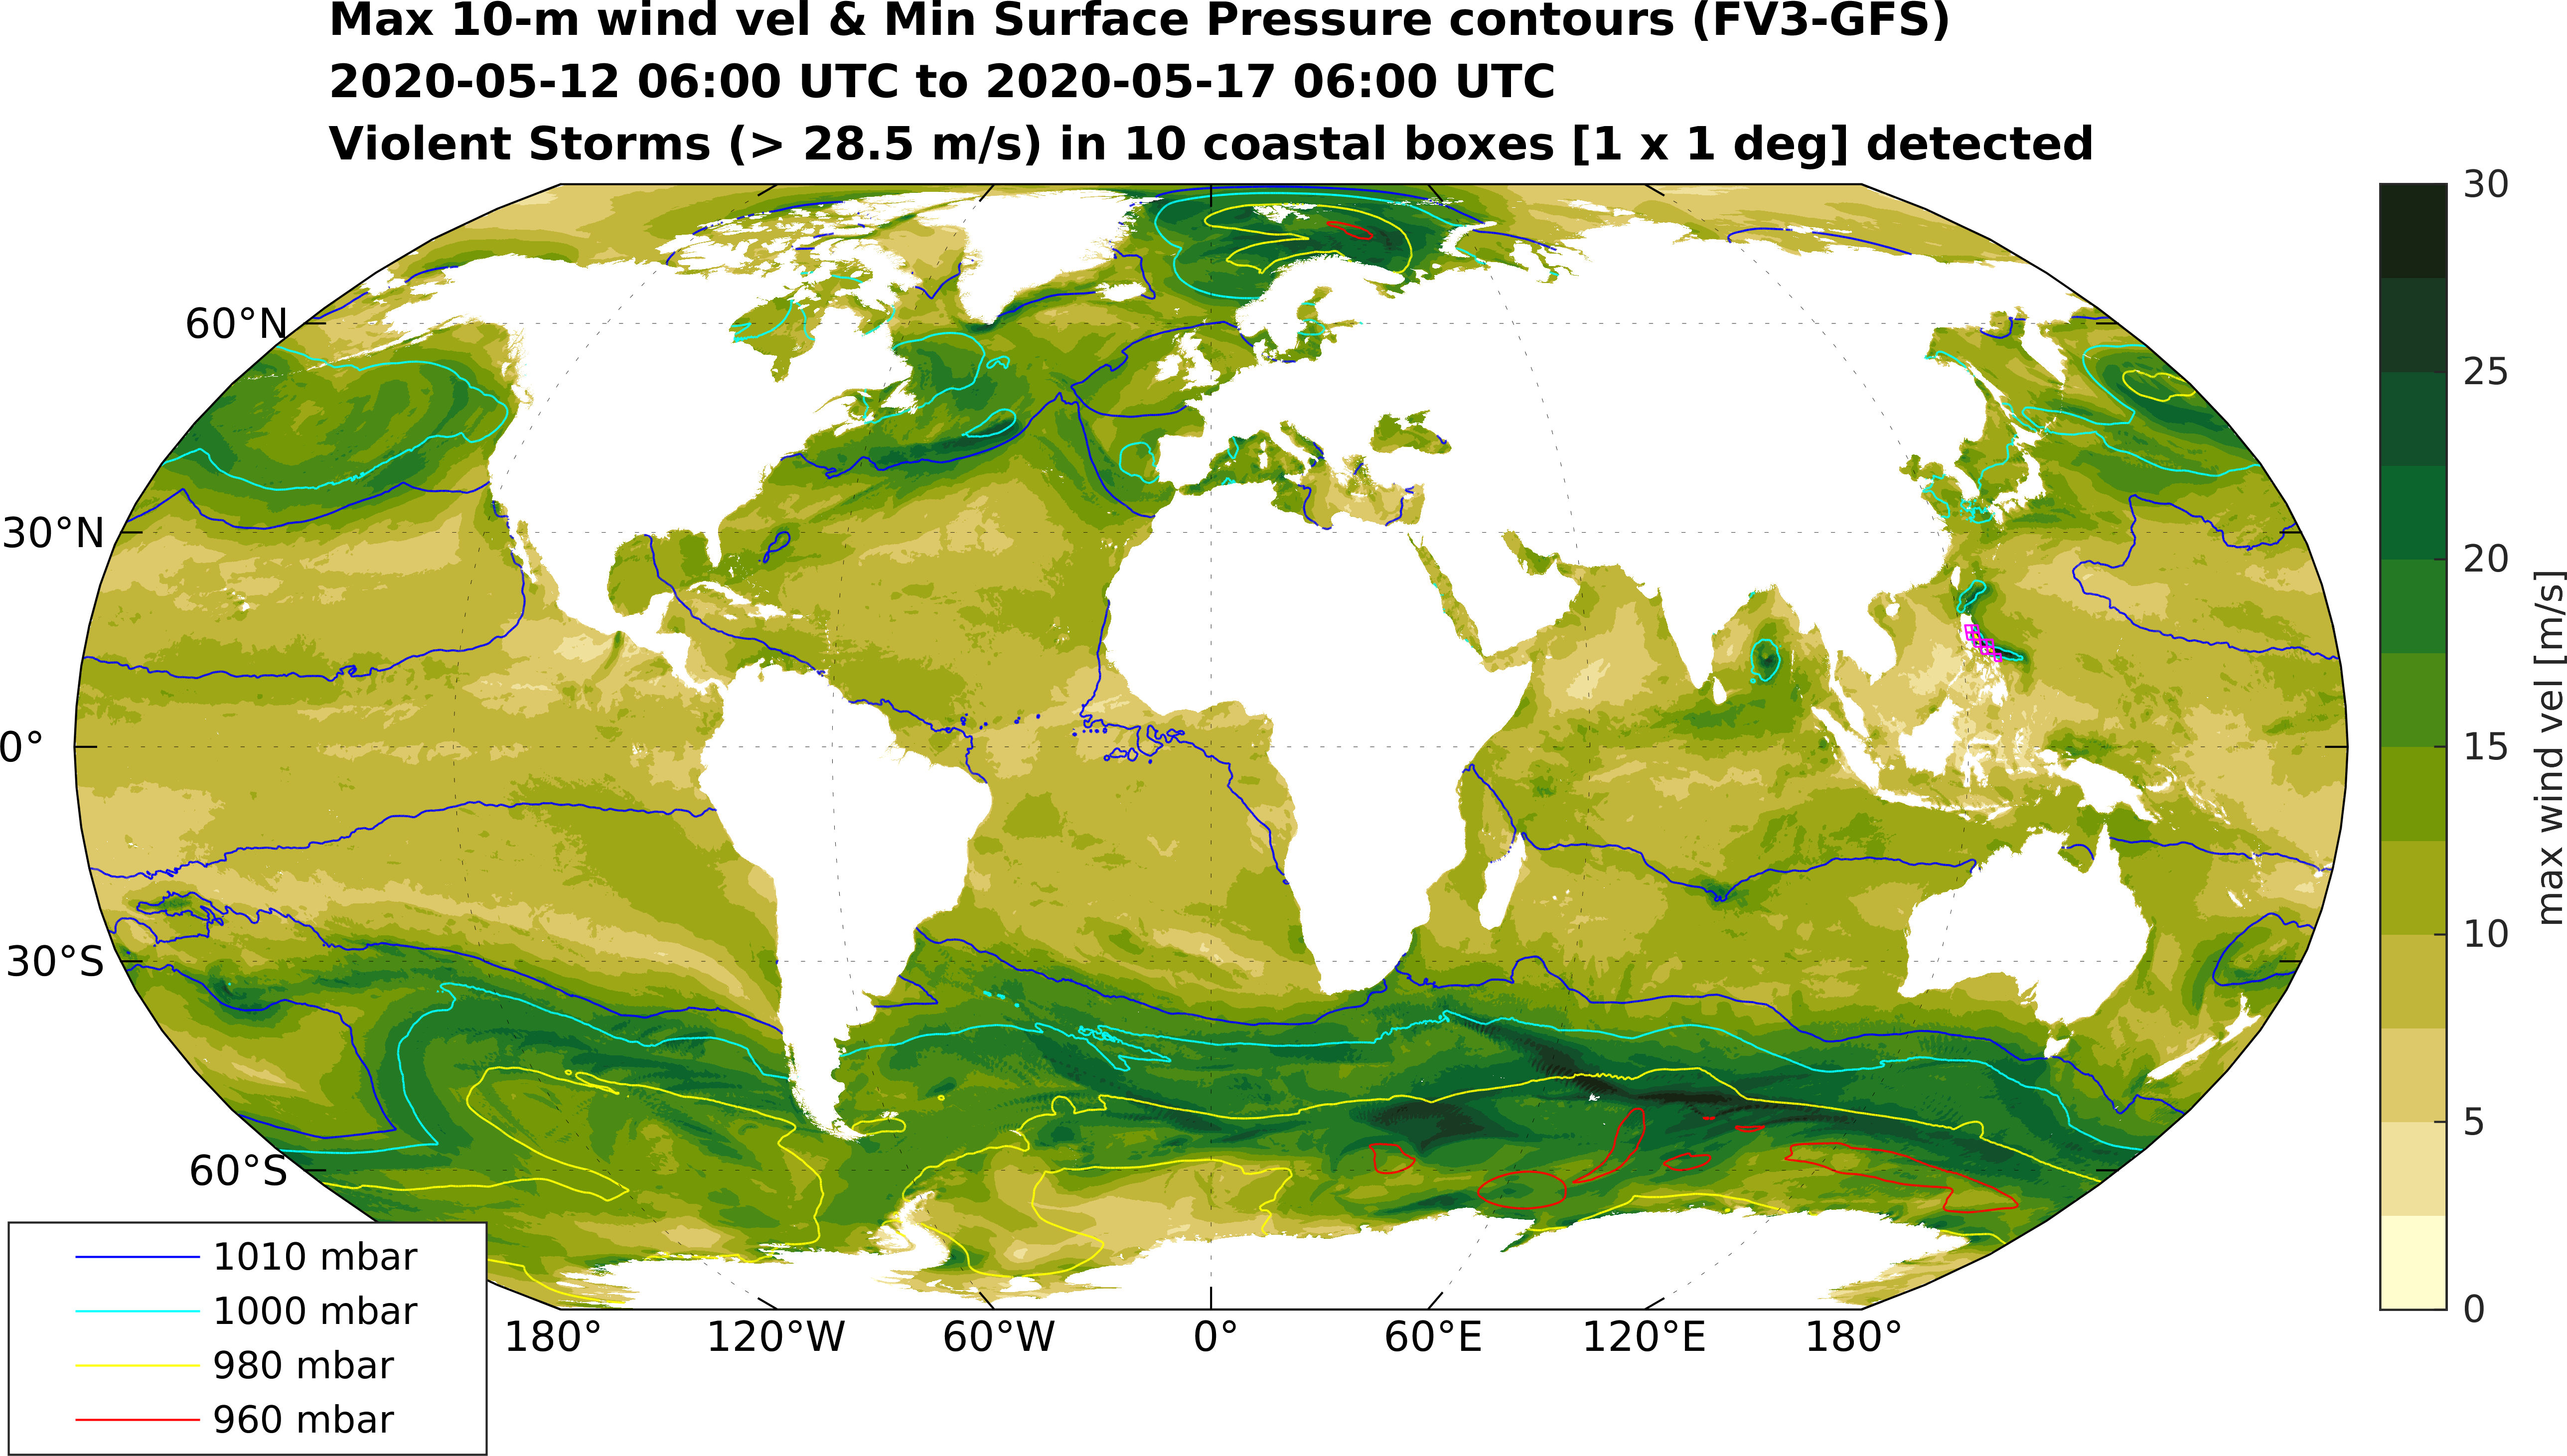 Max 10-m wind vel & Min Surface Pressure contours (FV3-GFS)
2020-05-12 06:00 UTC to 2020-05-17 06:00 UTC
Violent Storms (> 28.5 m/s) in 10 coastal boxes [1 x 1 deg] detected
60°N
30°N
0°
30°S
60°S
180°
120°W
60°W
0°
60°E
120°E
180°
1010 mbar
1000 mbar
980 mbar
960 mbar
30
25
20
15
10
5
0
max wind vel [m/s]